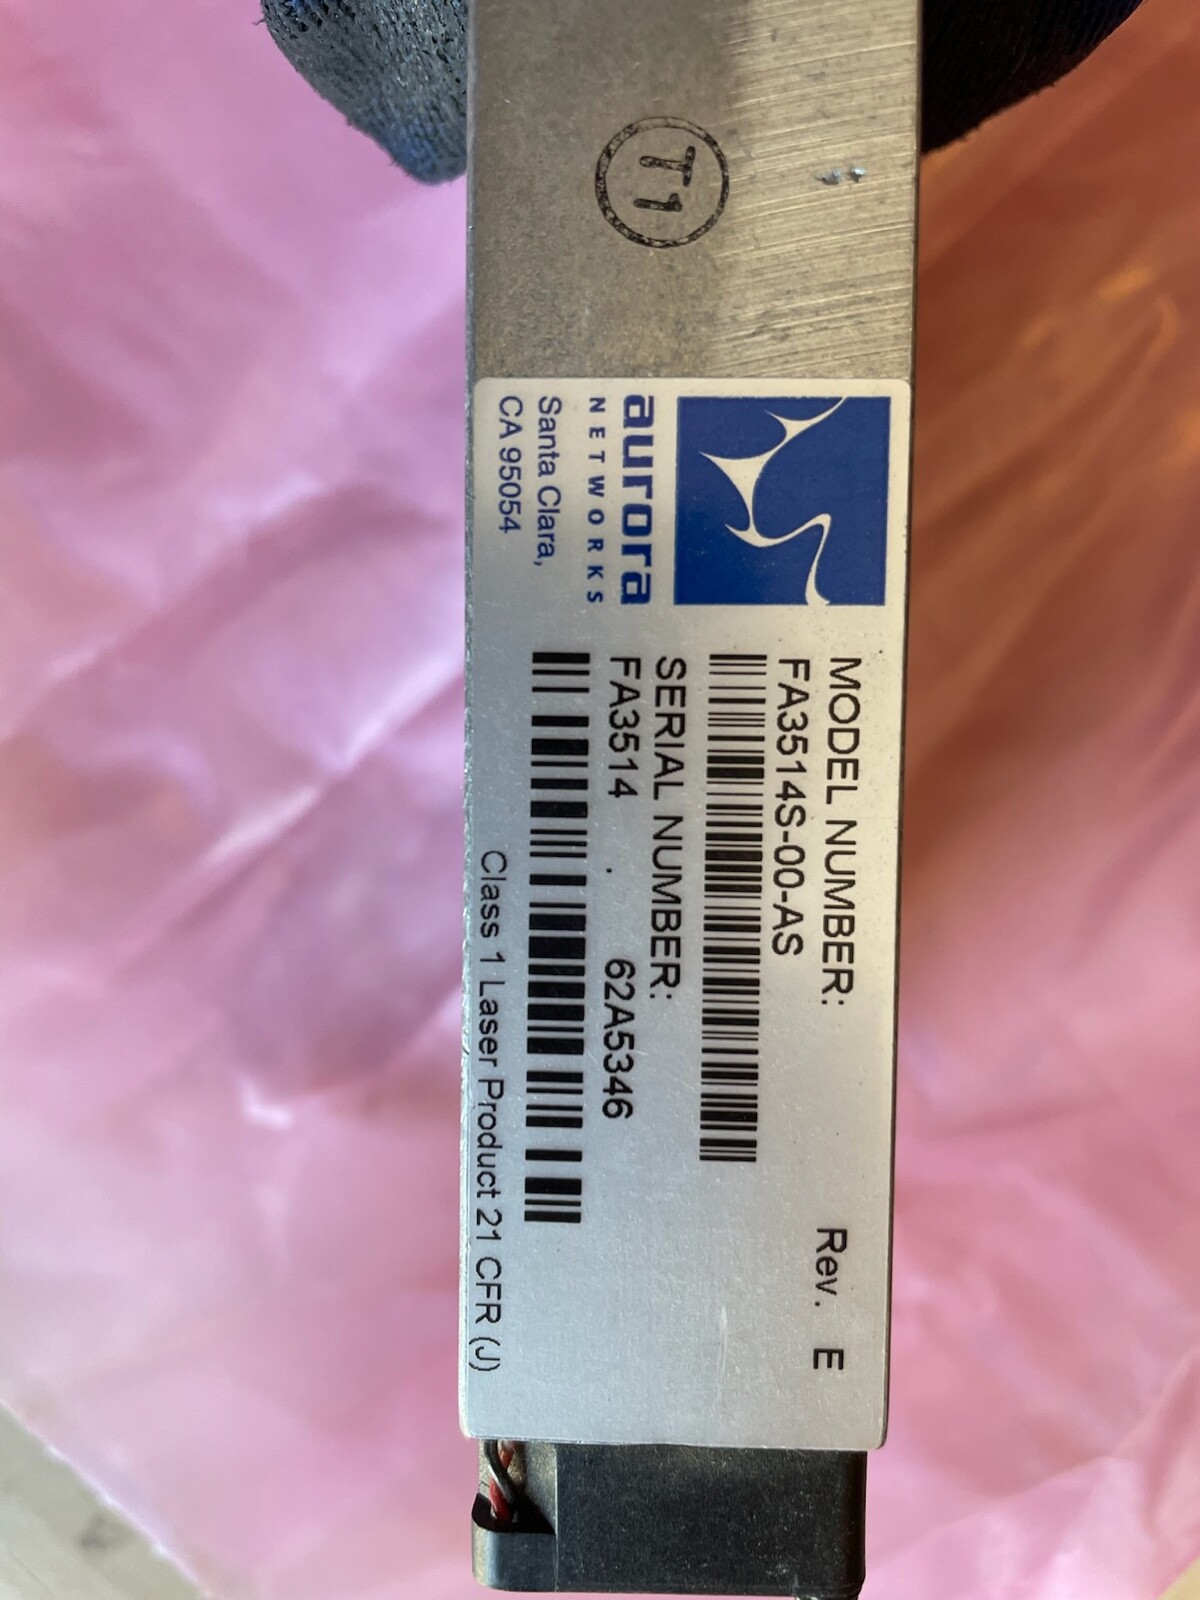 T1
aurora
NETWORKS
Santa Clara,
CA 95054
MODEL NUMBER: Rev. E
FA3514S-00-AS
SERIAL NUMBER:
FA3514 62A5346
Class 1 Laser Product 21 CFR (J)